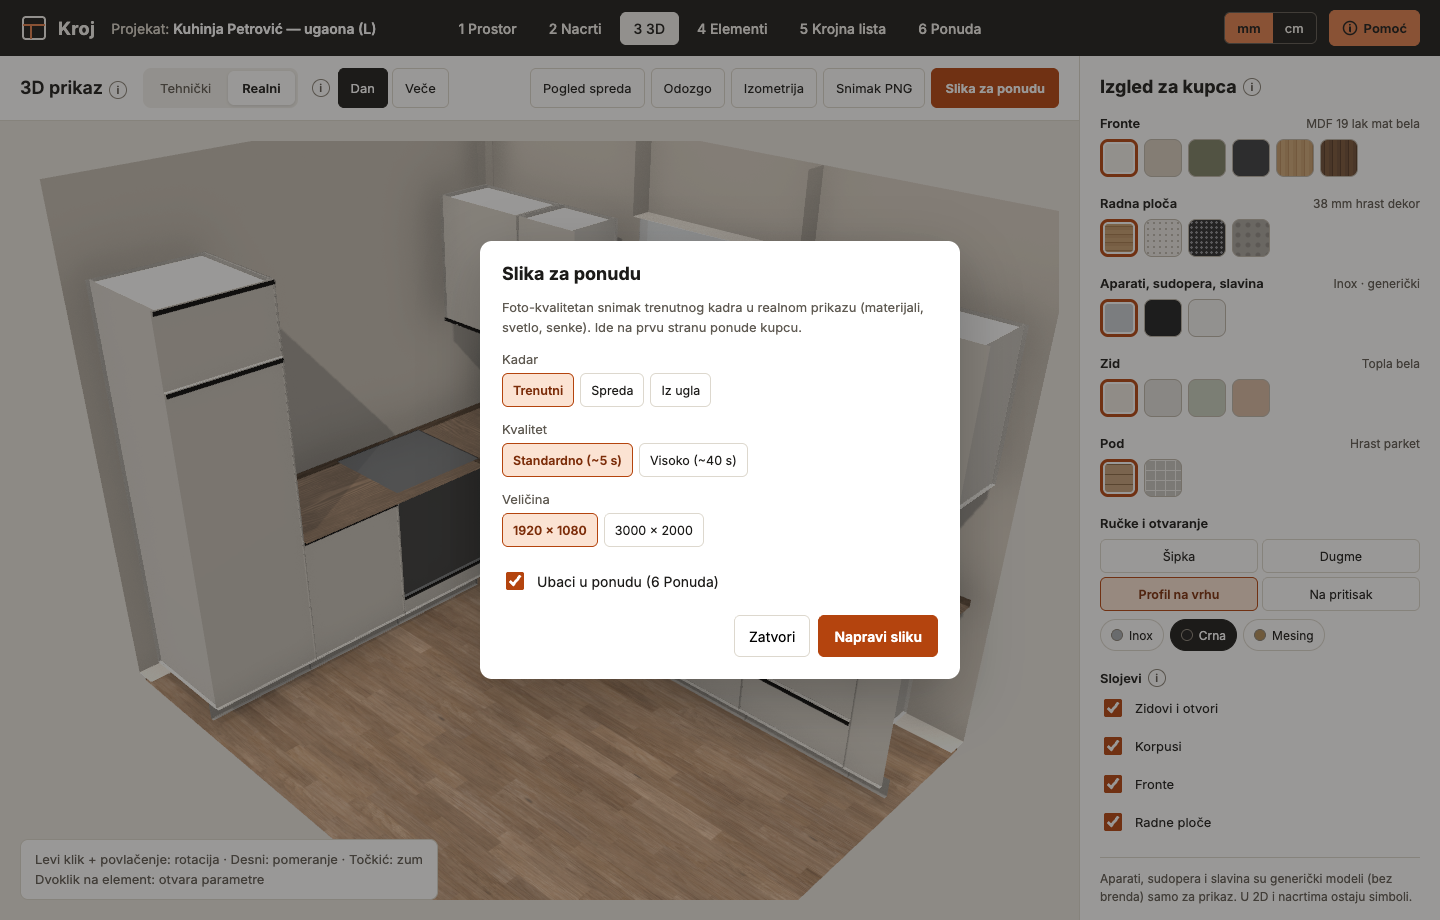 Kroj
Projekat: Kuhinja Petrović — ugaona (L)
1 Prostor
2 Nacrti
3 3D
4 Elementi
5 Krojna lista
6 Ponuda
mm
cm
Pomoć
3D prikaz
Tehnički
Realni
Dan
Veče
Pogled spreda
Odozgo
Izometrija
Snimak PNG
Slika za ponudu
Slika za ponudu
Foto-kvalitetan snimak trenutnog kadra u realnom prikazu (materijali,
svetlo, senke). Ide na prvu stranu ponude kupcu.
Kadar
Trenutni
Spreda
Iz ugla
Kvalitet
Standardno (~5 s)
Visoko (~40 s)
Veličina
1920 × 1080
3000 × 2000
Ubaci u ponudu (6 Ponuda)
Zatvori
Napravi sliku
Levi klik + povlačenje: rotacija · Desni: pomeranje · Točkić: zum
Dvoklik na element: otvara parametre
Izgled za kupca
Fronte
MDF 19 lak mat bela
Radna ploča
38 mm hrast dekor
Aparati, sudopera, slavina
Inox · generički
Zid
Topla bela
Pod
Hrast parket
Ručke i otvaranje
Šipka
Dugme
Profil na vrhu
Na pritisak
Inox
Crna
Mesing
Slojevi
Zidovi i otvori
Korpusi
Fronte
Radne ploče
Aparati, sudopera i slavina su generički modeli (bez
brenda) samo za prikaz. U 2D i nacrtima ostaju simboli.